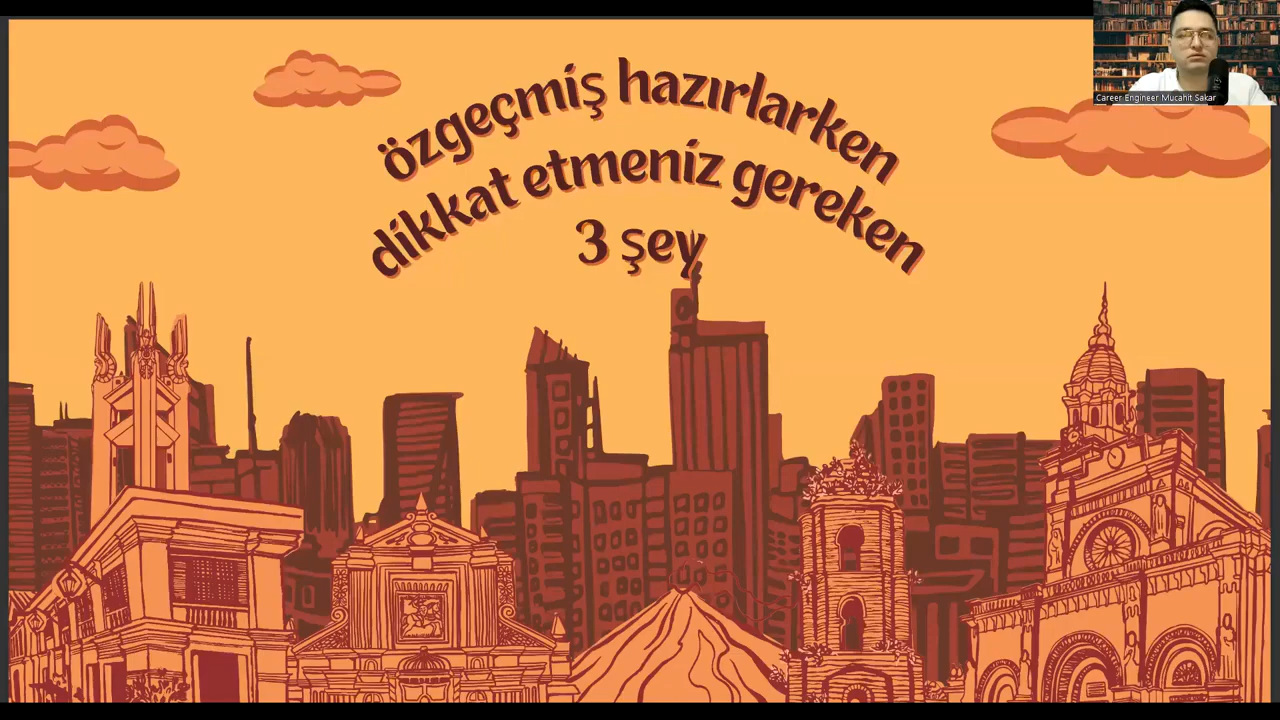 özgeçmiş hazırlarken
dikkat etmeniz gereken
3 şey
Career Engineer Mucahit Sakar